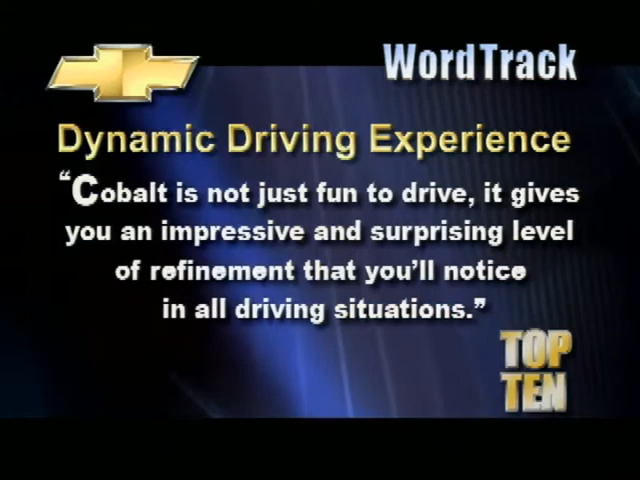 WordTrack
Dynamic Driving Experience
“Cobalt is not just fun to drive, it gives
you an impressive and surprising level
of refinement that you’ll notice
in all driving situations.”
TOP
TEN